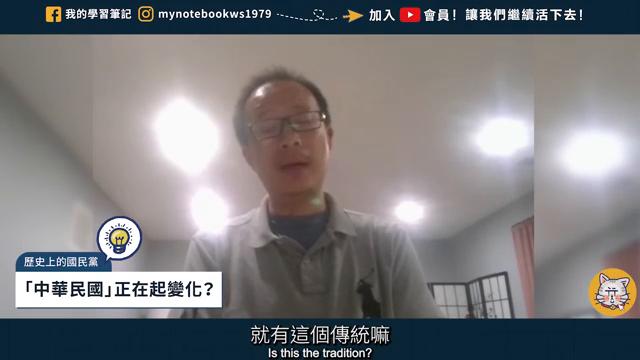 我的學習筆記 mynotebookws1979 加入 會員! 讓我們繼續活下去!
歷史上的國民黨
「中華民國」正在起變化?
就有這個傳統嘛
Is this the tradition?